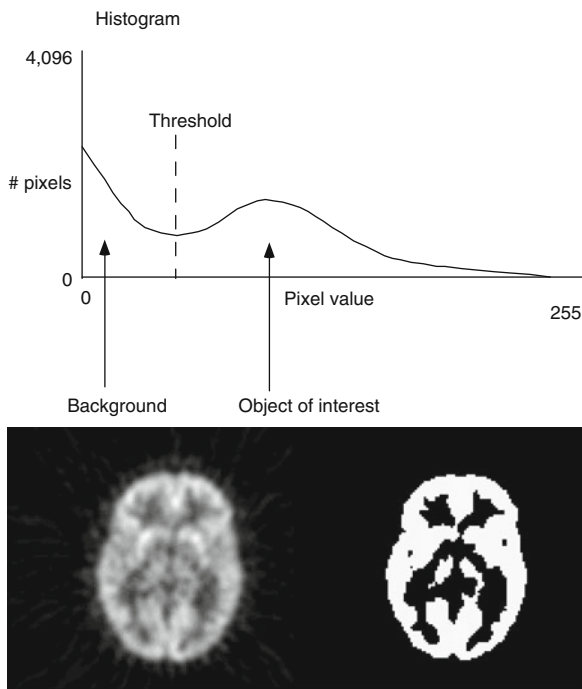 Histogram
4,096
Threshold
# pixels
0
0
Pixel value
255
Background
Object of interest